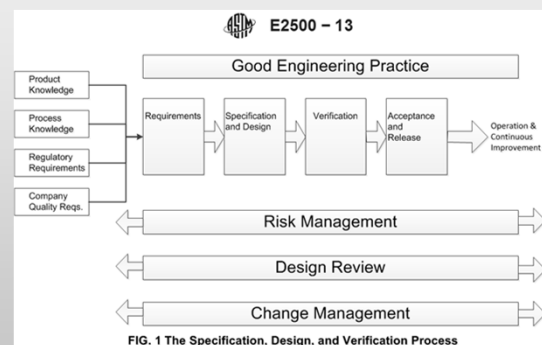 ASTM E2500 – 13
Good Engineering Practice
Product
Knowledge
Process
Knowledge
Regulatory
Requirements
Company
Quality Reqs.
Requirements
Specification
and Design
Verification
Acceptance
and
Release
Operation &
Continuous
Improvement
Risk Management
Design Review
Change Management
FIG. 1 The Specification, Design, and Verification Process